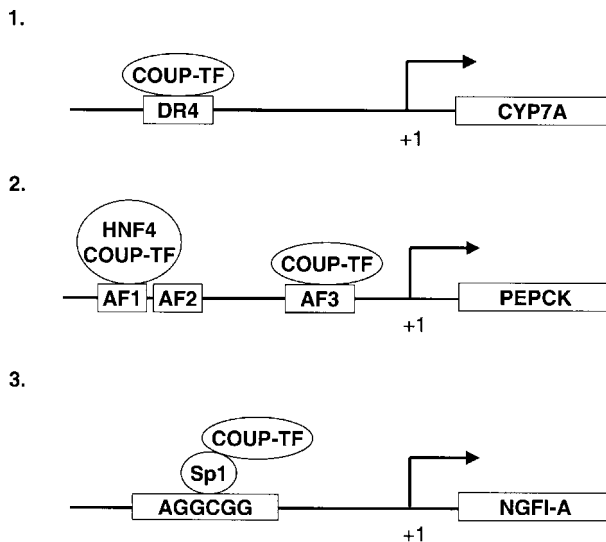 1.
COUP-TF
DR4
+1
CYP7A
2.
HNF4
COUP-TF
COUP-TF
AF1
AF2
AF3
+1
PEPCK
3.
COUP-TF
Sp1
AGGCGG
+1
NGFI-A